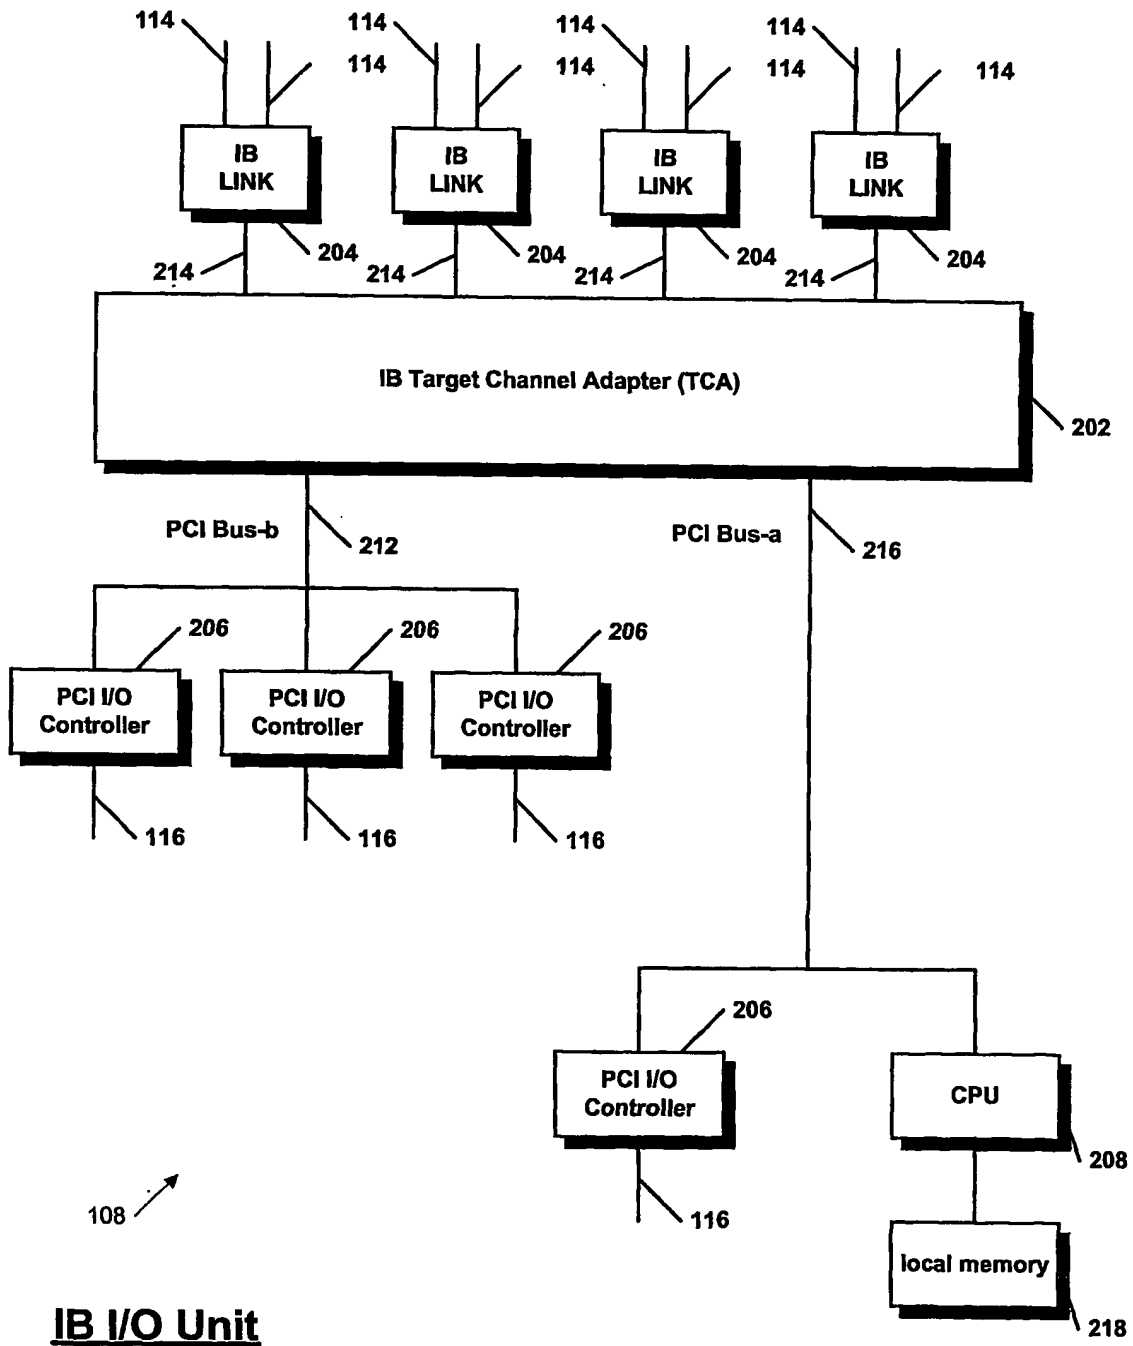 114 114 114 114
114 114 114 114
IB
LINK
IB
LINK
IB
LINK
IB
LINK
204 204 204 204
214 214 214 214
IB Target Channel Adapter (TCA)
202
PCI Bus-b
212
PCI Bus-a
216
206 206 206
PCI I/O
Controller
PCI I/O
Controller
PCI I/O
Controller
116 116 116
206
PCI I/O
Controller
CPU
208
108
116
local memory
218
IB I/O Unit